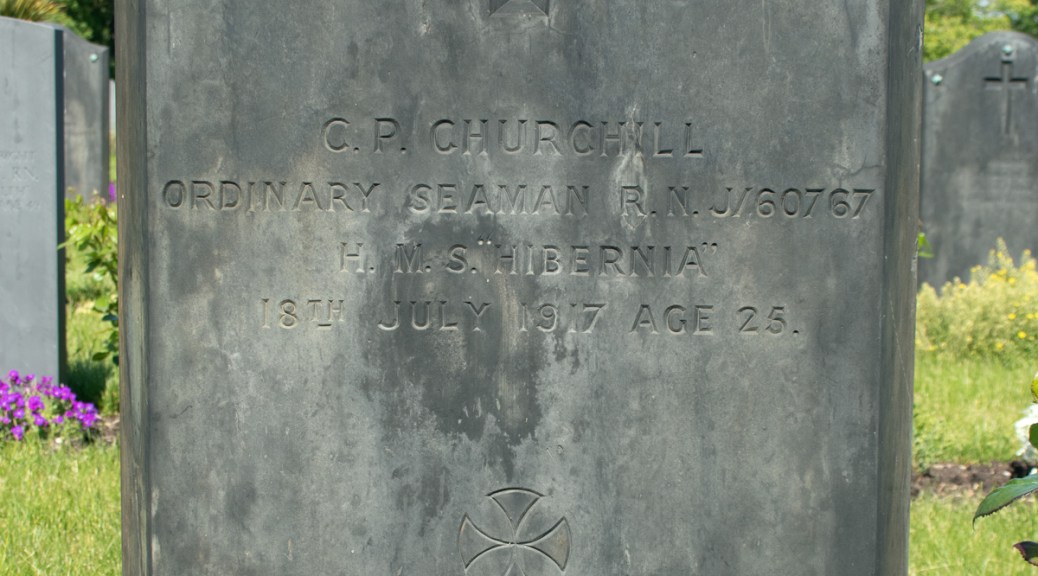 C. P. CHURCHILL
ORDINARY SEAMAN R. N. J/60767
H. M. S. "HIBERNIA"
18TH JULY 1917 AGE 25.